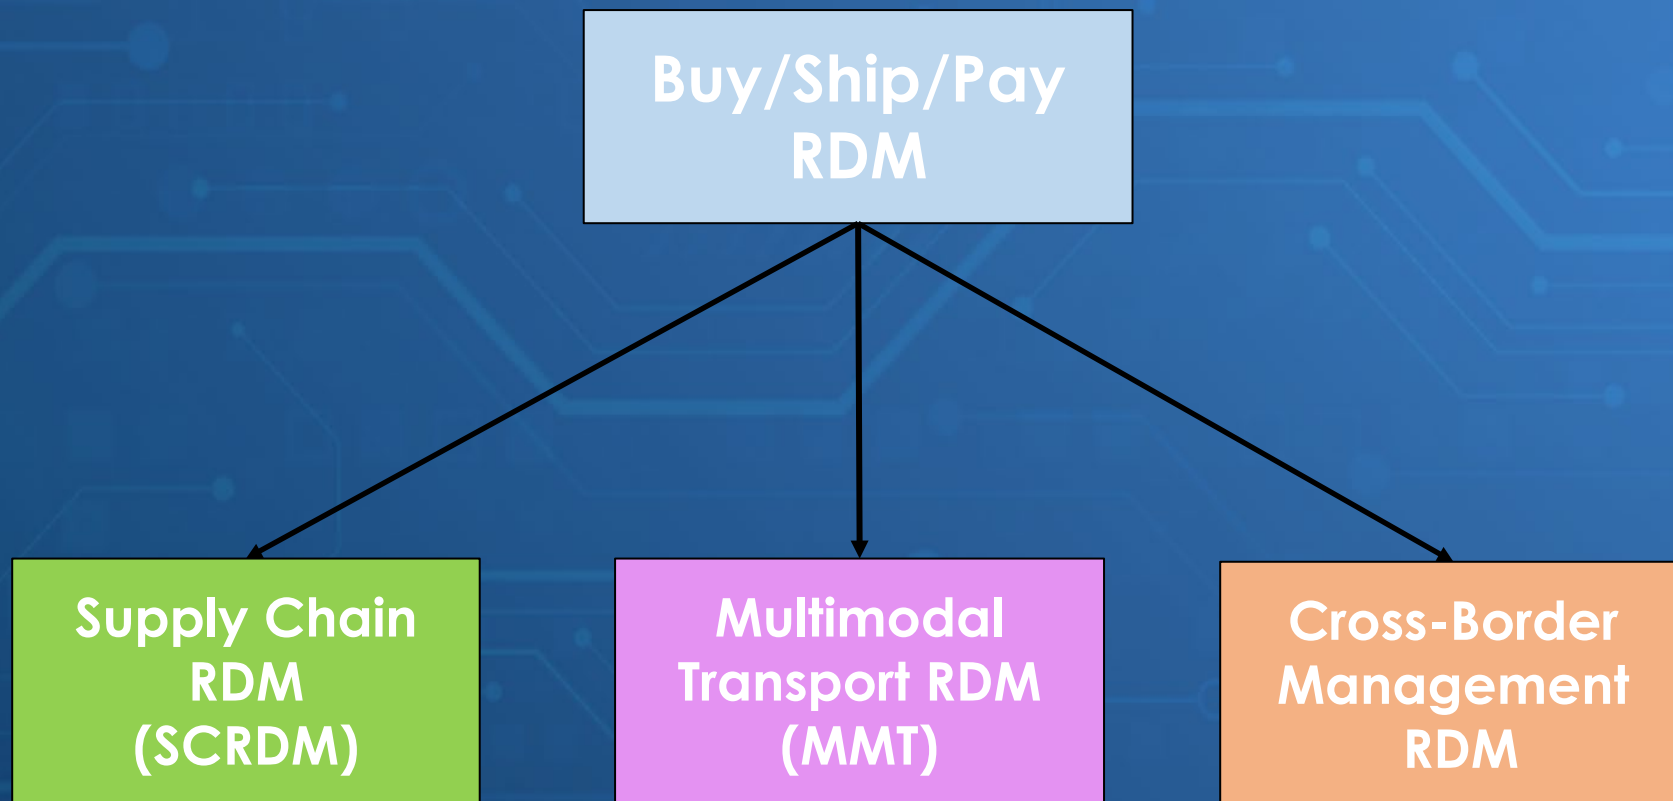 Buy/Ship/Pay
RDM
Supply Chain
RDM
(SCRDM)
Multimodal
Transport RDM
(MMT)
Cross-Border
Management
RDM